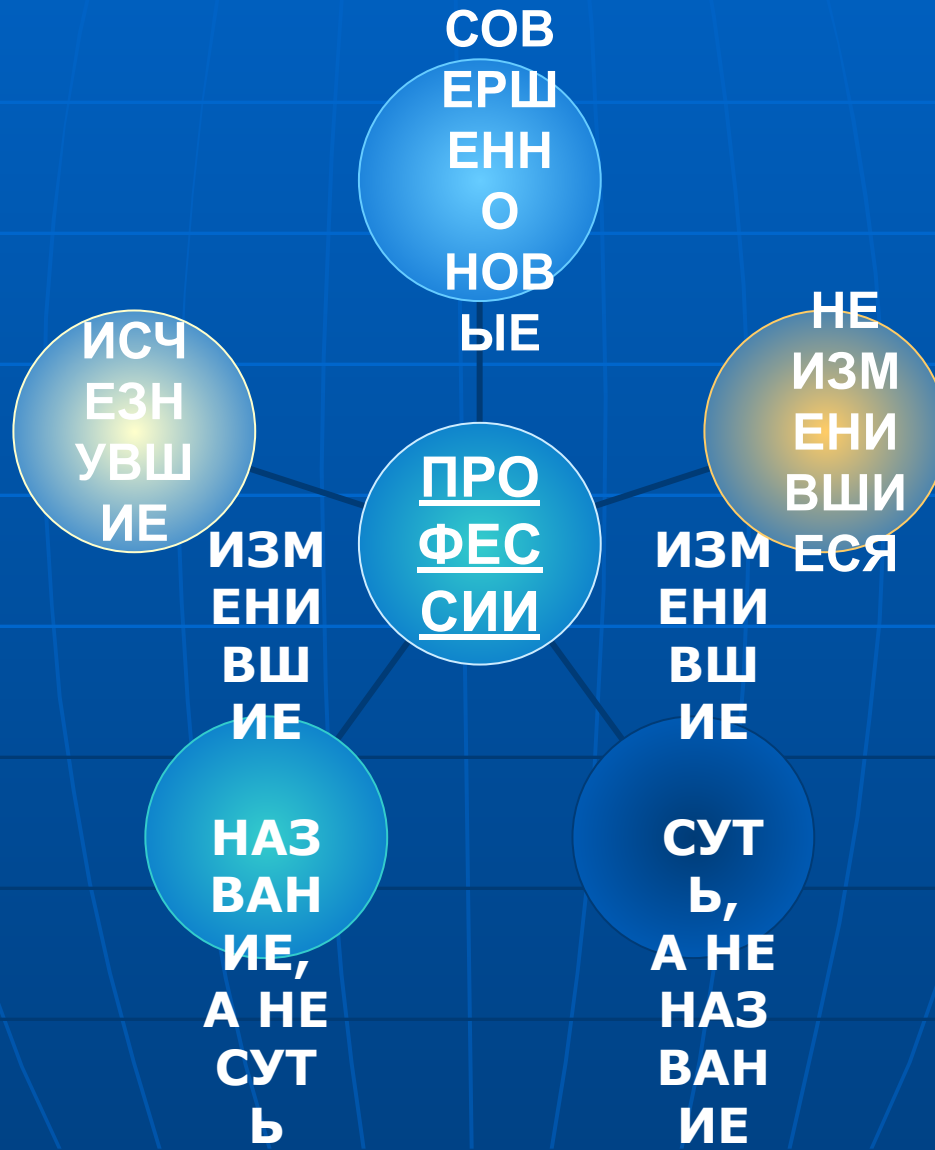 СОВ
ЕРШ
ЕНН
О
НОВ
ЫЕ
ИСЧ
ЕЗН
УВШ
ИЕ
ПРО
ФЕС
СИИ
НЕ
ИЗМ
ЕНИ
ВШИ
ЕСЯ
ИЗМ
ЕНИ
ВШ
ИЕ
НАЗ
ВАН
ИЕ,
А НЕ
СУТ
Ь
ИЗМ
ЕНИ
ВШ
ИЕ
СУТ
Ь,
А НЕ
НАЗ
ВАН
ИЕ